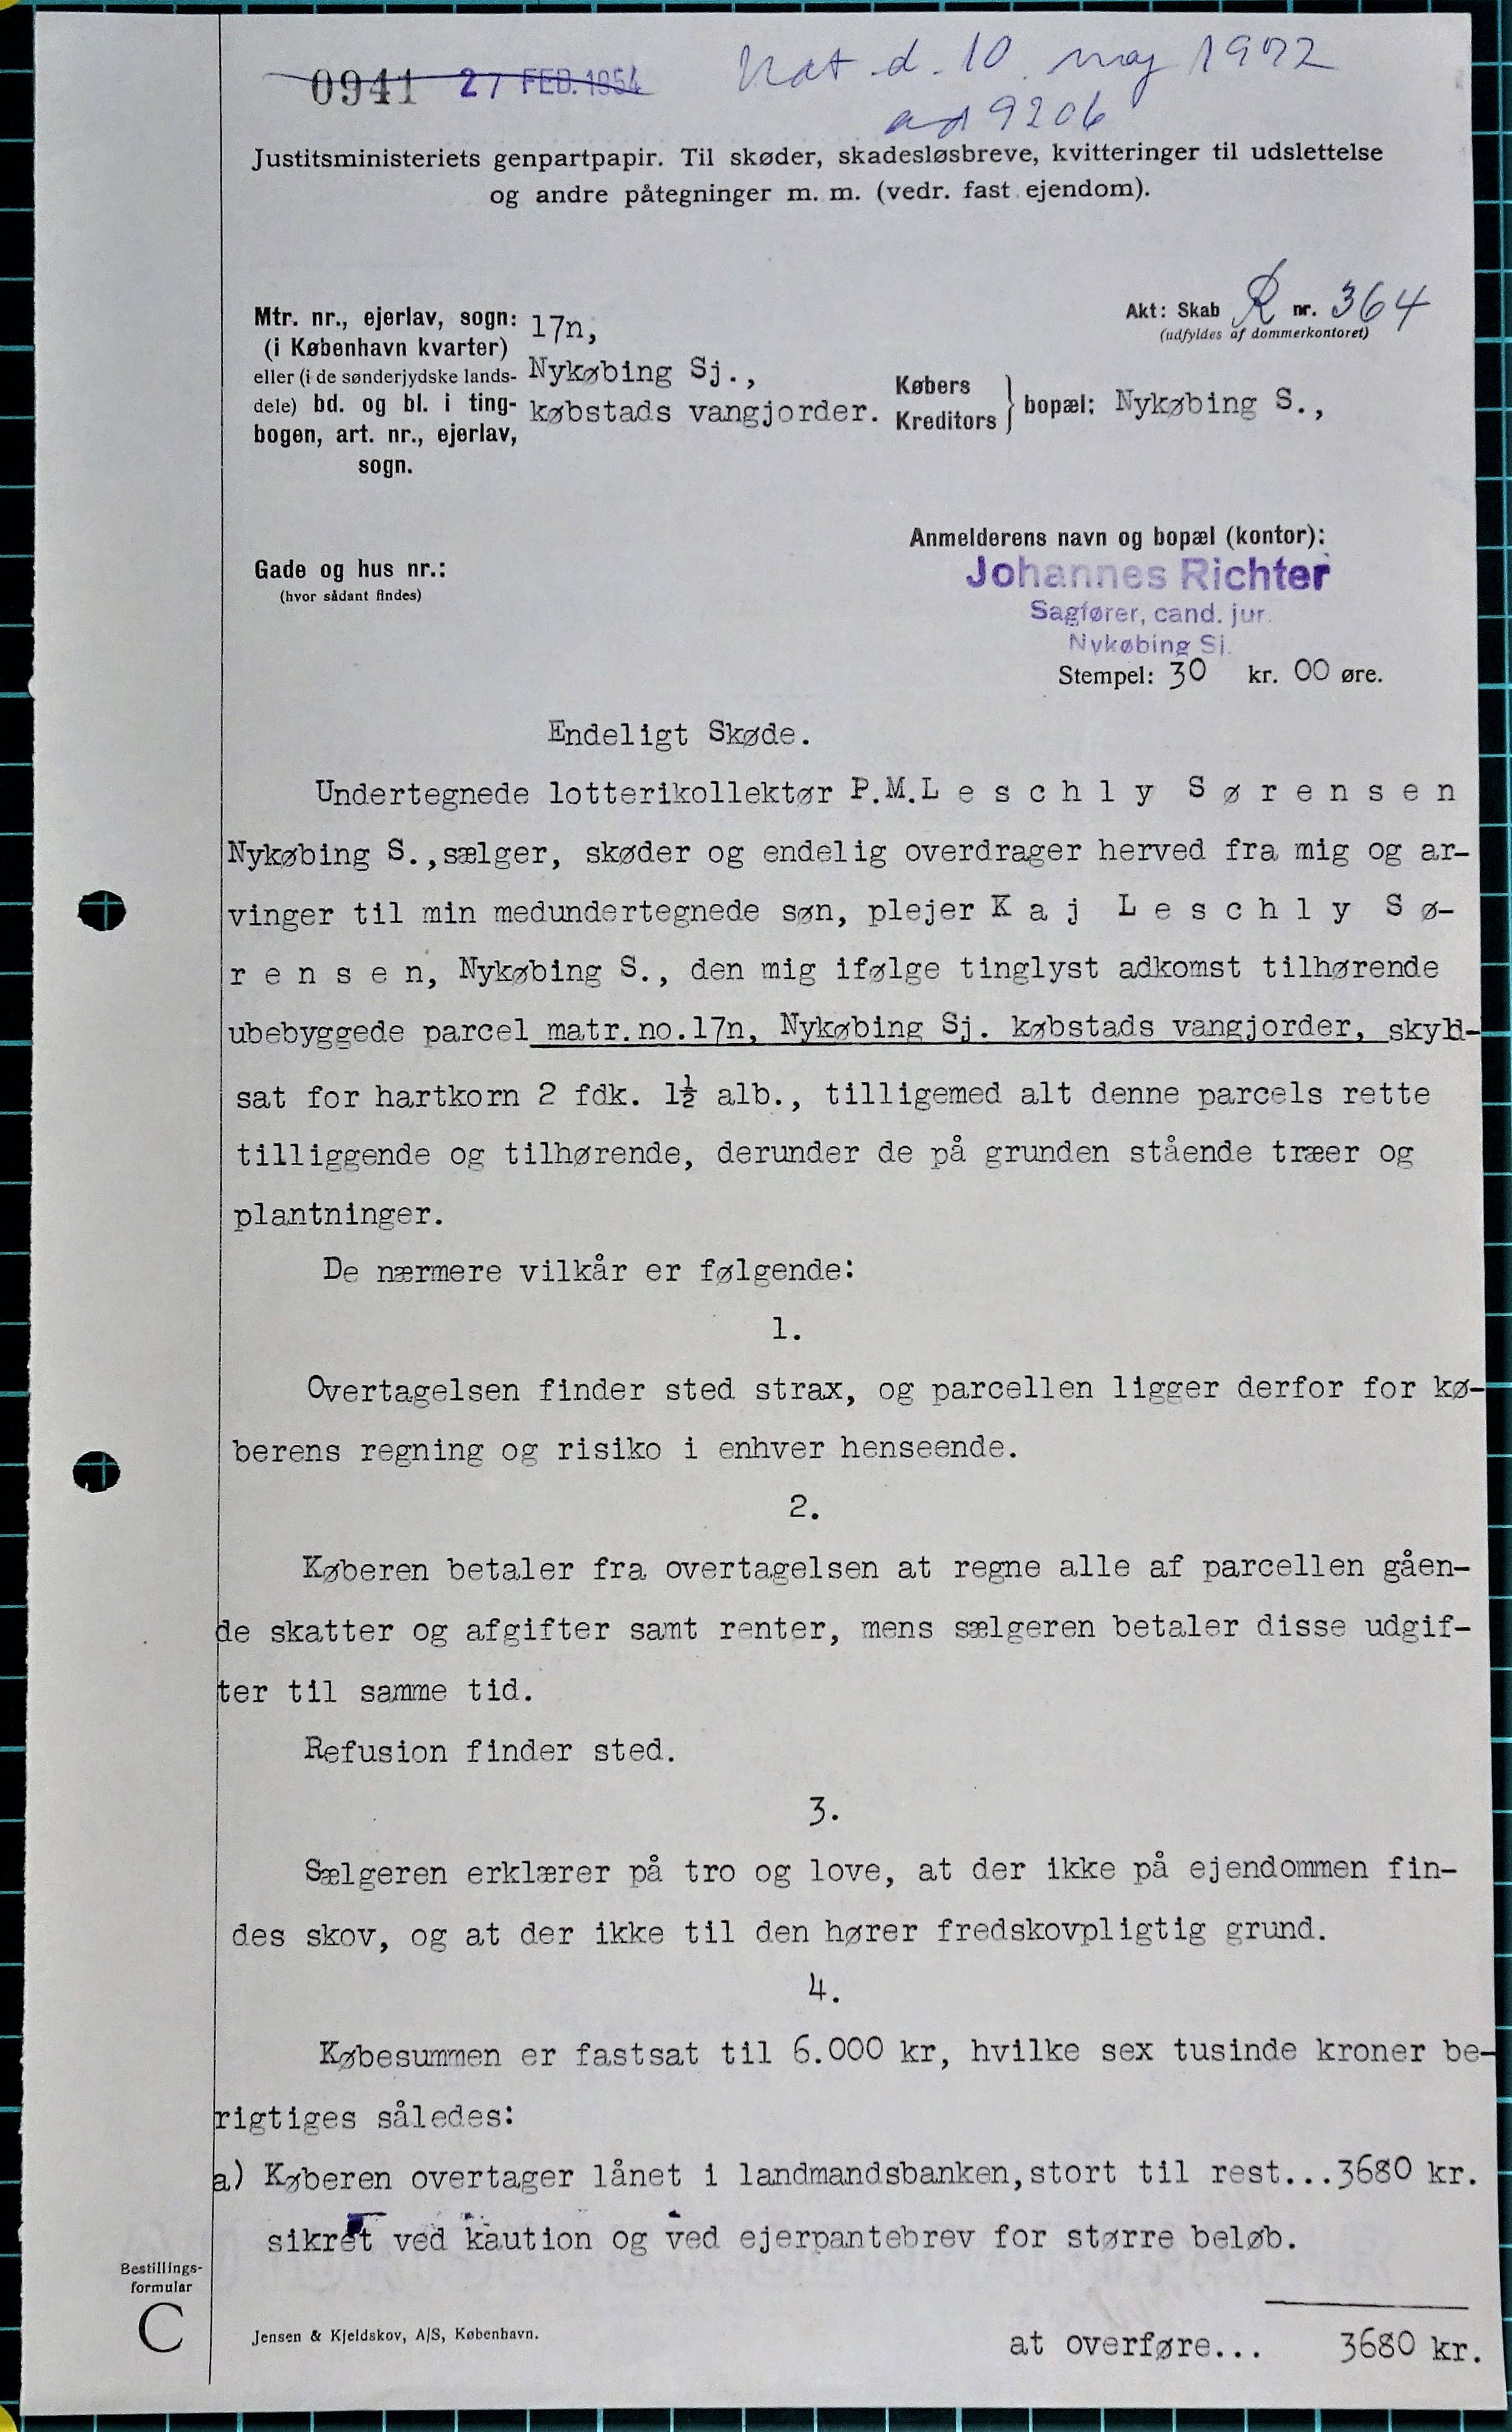 0941 27 FEB. 1954
Nat d. 10. maj 1972
ad 9206
Justitsministeriets genpartpapir. Til skøder, skadesløsbreve, kvitteringer til udslettelse
og andre påtegninger m. m. (vedr. fast ejendom).
Akt: Skab R nr. 364
(udfyldes af dommerkontoret)
Mtr. nr., ejerlav, sogn: 17n,
(i København kvarter)
eller (i de sønderjydske lands- Nykøbing Sj.,
dele) bd. og bl. i ting- købstads vangjorder.
bogen, art. nr., ejerlav,
sogn.
Købers
Kreditors } bopæl: Nykøbing S.,
Gade og hus nr.:
(hvor sådant findes)
Anmelderens navn og bopæl (kontor):
Johannes Richter
Sagfører, cand. jur.
Nykøbing Sj.
Stempel: 30 kr. 00 øre.
Endeligt Skøde.
Undertegnede lotterikollektør P.M.L e s c h l y S ø r e n s e n
Nykøbing S.,sælger, skøder og endelig overdrager herved fra mig og ar-
vinger til min medundertegnede søn, plejer K a j L e s c h l y S ø-
r e n s e n, Nykøbing S., den mig ifølge tinglyst adkomst tilhørende
ubebyggede parcel matr.no.17n, Nykøbing Sj. købstads vangjorder, skyld-
sat for hartkorn 2 fdk. 1½ alb., tilligemed alt denne parcels rette
tilliggende og tilhørende, derunder de på grunden stående træer og
plantninger.
De nærmere vilkår er følgende:
1.
Overtagelsen finder sted strax, og parcellen ligger derfor for kø-
berens regning og risiko i enhver henseende.
2.
Køberen betaler fra overtagelsen at regne alle af parcellen gåen-
de skatter og afgifter samt renter, mens sælgeren betaler disse udgif-
ter til samme tid.
Refusion finder sted.
3.
Sælgeren erklærer på tro og love, at der ikke på ejendommen fin-
des skov, og at der ikke til den hører fredskovpligtig grund.
4.
Købesummen er fastsat til 6.000 kr, hvilke sex tusinde kroner be-
rigtiges således:
a) Køberen overtager lånet i landmandsbanken,stort til rest...3680 kr.
sikret ved kaution og ved ejerpantebrev for større beløb.
Bestillings-
formular
C
Jensen & Kjeldskov, A/S, København.
at overføre... 3680 kr.